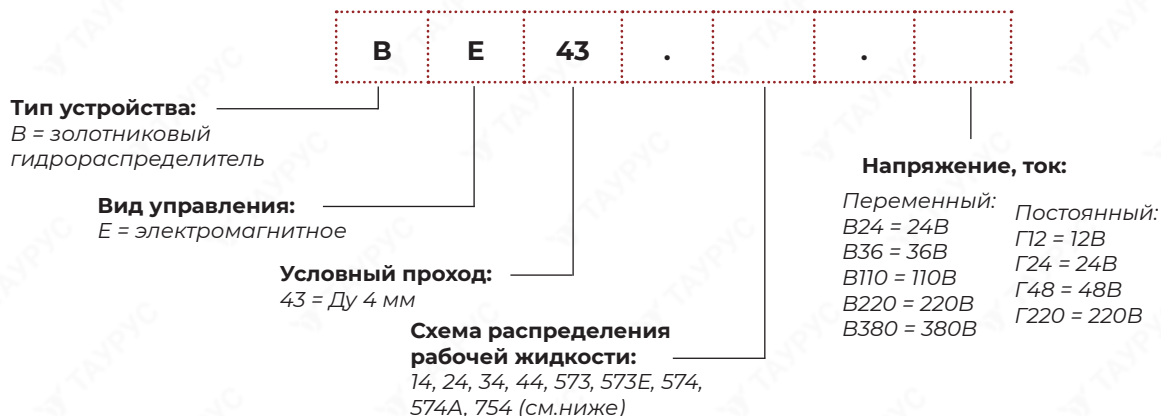 В Е 43 . .
Тип устройства:
В = золотниковый
гидрораспределитель
Вид управления:
Е = электромагнитное
Условный проход:
43 = Ду 4 мм
Схема распределения
рабочей жидкости:
14, 24, 34, 44, 573, 573Е, 574,
574А, 754 (см.ниже)
Напряжение, ток:
Переменный:
В24 = 24В
В36 = 36В
В110 = 110В
В220 = 220В
В380 = 380В
Постоянный:
Г12 = 12В
Г24 = 24В
Г48 = 48В
Г220 = 220В
ТАУРУС